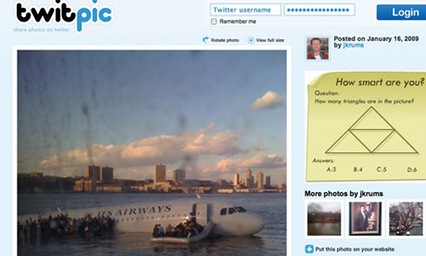 twitpic
share photos on twitter
Twitter username
Remember me
Login
Rotate photo
View full size
Posted on January 16, 2009
by jkrums
US AIRWAYS
How smart are you?
Question:
How many triangles are in the picture?
Answers:
A:3 B:4 C:5 D:6
More photos by jkrums
Put this photo on your website